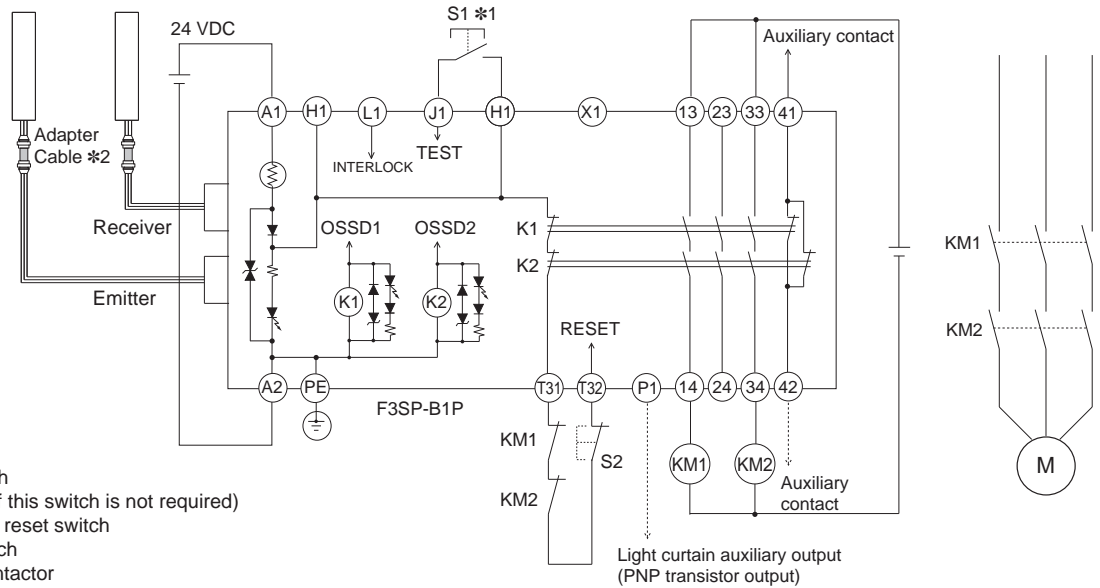 S1 ✱1
24 VDC
Auxiliary contact
A1
H1
L1
J1
H1
X1
13
23
33
41
Adapter
Cable ✱2
TEST
INTERLOCK
Receiver
OSSD1
OSSD2
K1
K2
KM1
Emitter
K1
K2
RESET
KM2
A2
PE
T31
T32
P1
14
24
34
42
F3SP-B1P
KM1
S2
KM1
KM2
M
KM2
Auxiliary
contact
f this switch is not required)
reset switch
Light curtain auxiliary output
(PNP transistor output)